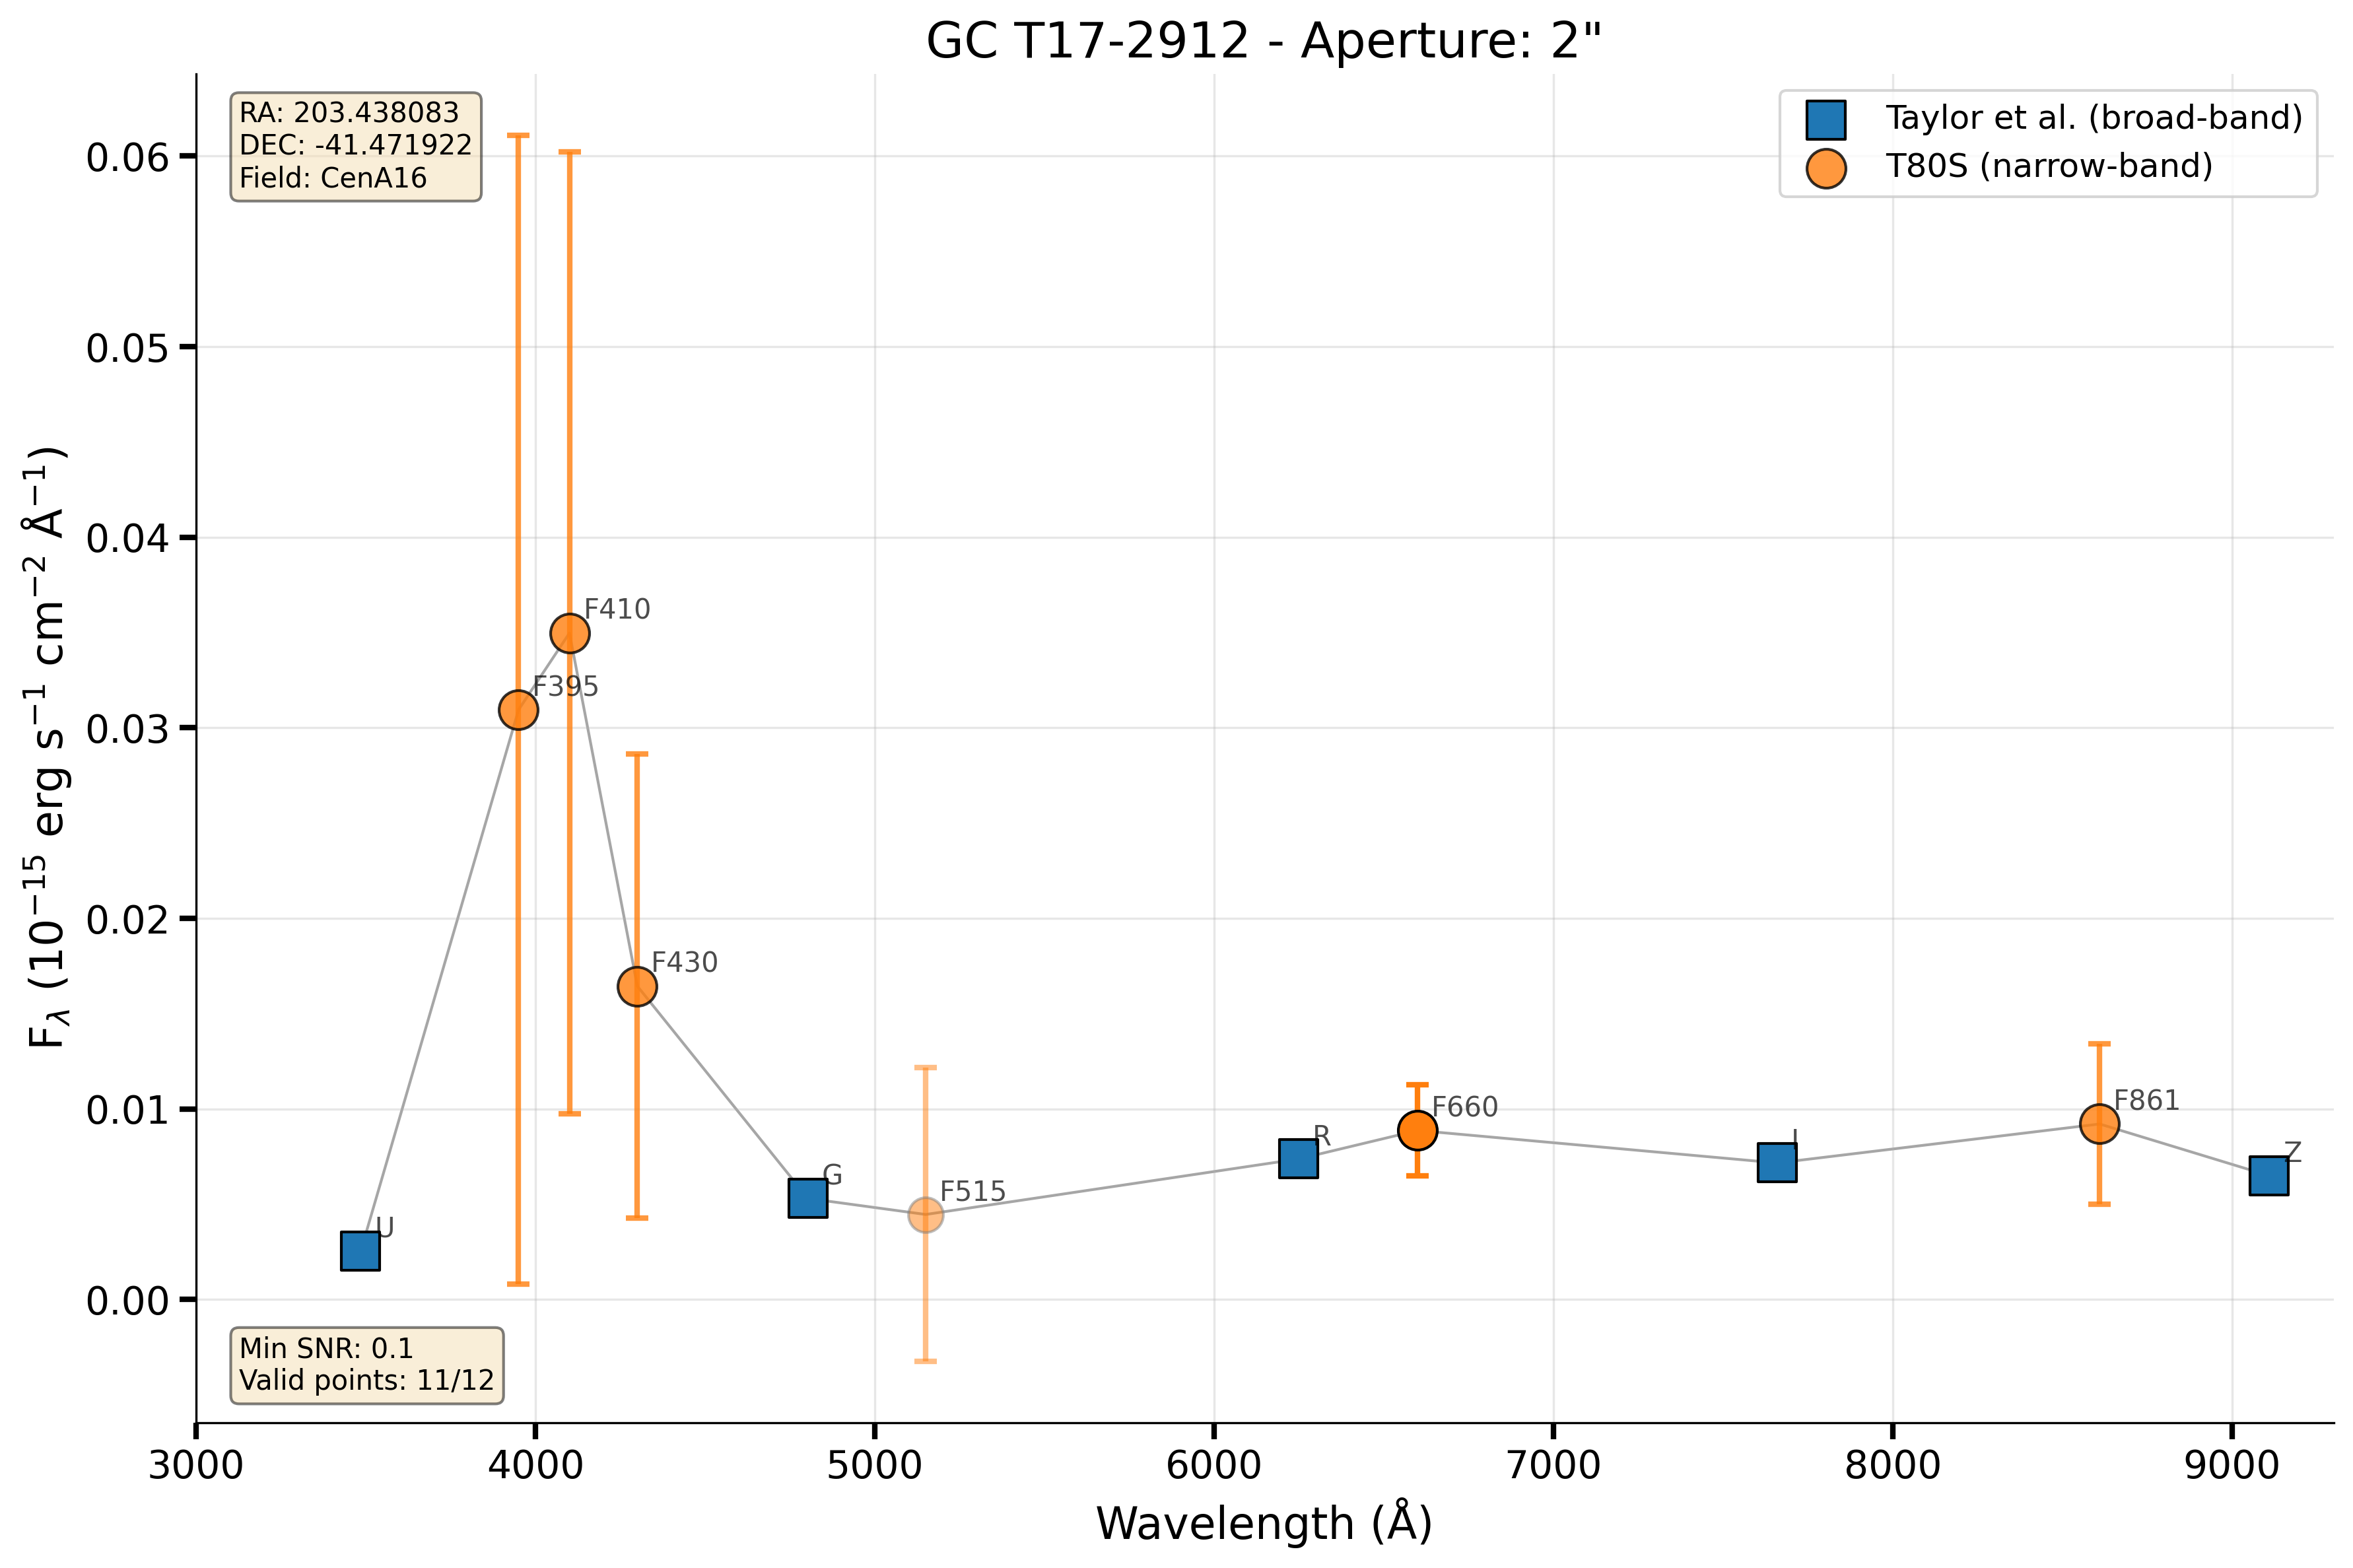 GC T17-2912 - Aperture: 2"
RA: 203.438083
DEC: -41.471922
Field: CenA16
Taylor et al. (broad-band)
T80S (narrow-band)
0.06
0.05
0.04
0.03
0.02
0.01
0.00
F_λ (10⁻¹⁵ erg s⁻¹ cm⁻² Å⁻¹)
F410
F395
F430
F515
F660
F861
U
G
R
I
Z
Min SNR: 0.1
Valid points: 11/12
3000 4000 5000 6000 7000 8000 9000
Wavelength (Å)